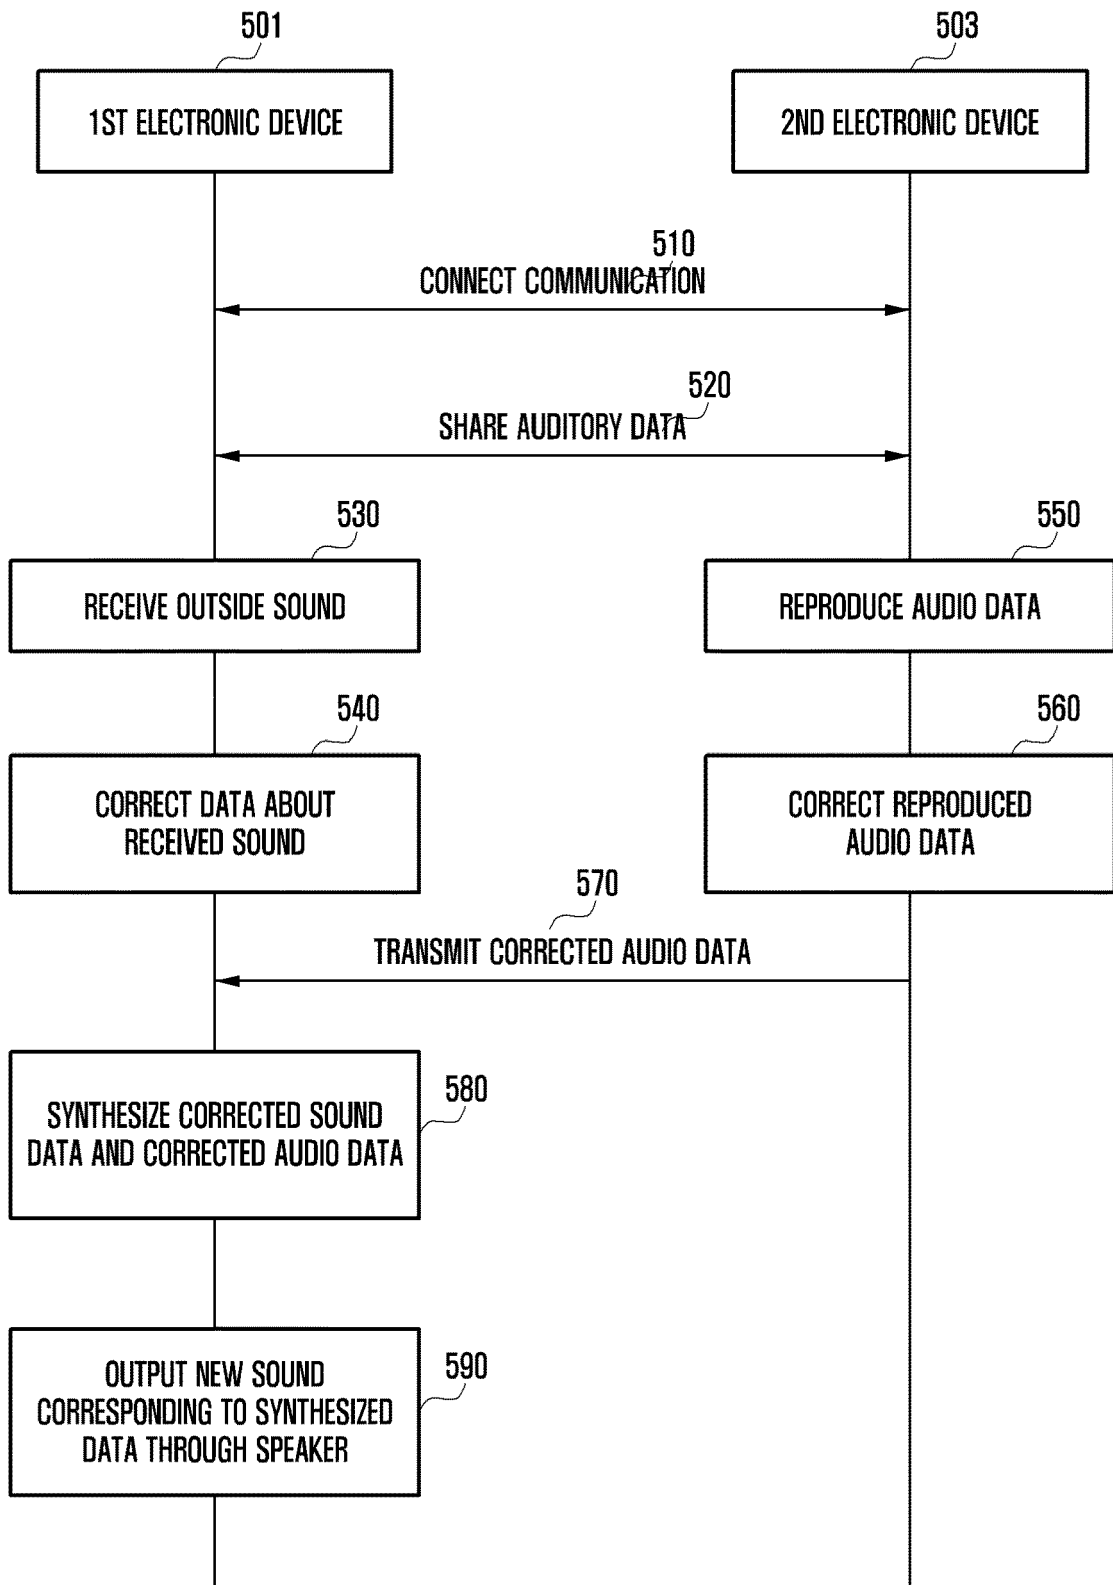 501
503
1ST ELECTRONIC DEVICE
2ND ELECTRONIC DEVICE
510
CONNECT COMMUNICATION
520
SHARE AUDITORY DATA
530
550
RECEIVE OUTSIDE SOUND
REPRODUCE AUDIO DATA
540
560
CORRECT DATA ABOUT
RECEIVED SOUND
CORRECT REPRODUCED
AUDIO DATA
570
TRANSMIT CORRECTED AUDIO DATA
580
SYNTHESIZE CORRECTED SOUND
DATA AND CORRECTED AUDIO DATA
590
OUTPUT NEW SOUND
CORRESPONDING TO SYNTHESIZED
DATA THROUGH SPEAKER